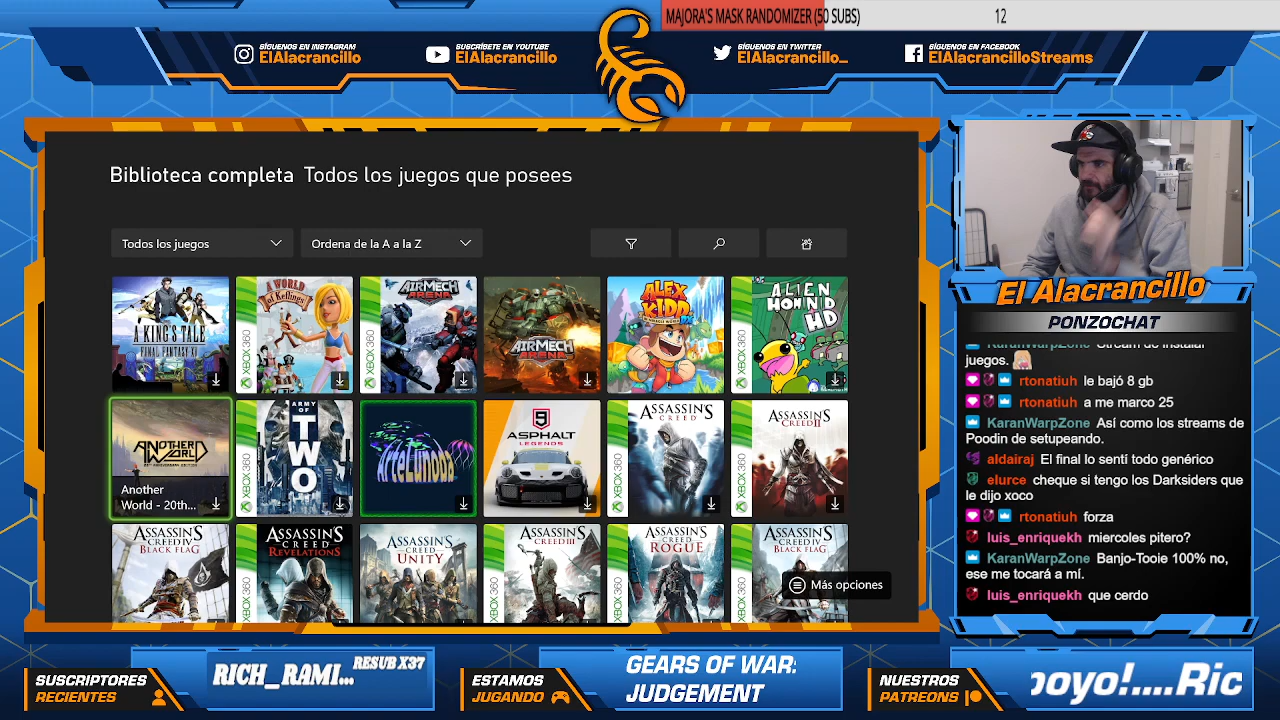 MAJORA'S MASK RANDOMIZER (50 SUBS)
12
SÍGUENOS EN INSTAGRAM
ElAlacrancillo
SUSCRÍBETE EN YOUTUBE
ElAlacrancillo
SÍGUENOS EN TWITTER
ElAlacrancillo_
SÍGUENOS EN FACEBOOK
ElAlacrancilloStreams
Biblioteca completa Todos los juegos que posees
Todos los juegos
Ordena de la A a la Z
A KING'S TALE
FINAL FANTASY XV
XBOX 360
A WORLD
of Keflings
XBOX 360
AIRMECH
ARENA
AIRMECH
ARENA
ALEX
KIDD
XBOX 360
ALIEN
HOMINID
HD
ANOTHER
WORLD
Another
World - 20th...
XBOX 360
ARMY
OF
TWO
ArteLundora
9
ASPHALT
LEGENDS
XBOX 360
ASSASSIN'S
CREED
XBOX 360
ASSASSIN'S
CREED II
ASSASSIN'S
CREED IV
BLACK FLAG
XBOX 360
ASSASSIN'S
CREED
REVELATIONS
ASSASSIN'S
CREED
UNITY
XBOX 360
ASSASSIN'S
CREED III
XBOX 360
ASSASSIN'S
CREED
ROGUE
XBOX 360
ASSASSIN'S
CREED IV
BLACK FLAG
Más opciones
El Alacrancillo
PONZOCHAT
KaranWarpZone Stream de instalar
juegos.
rtonatiuh le bajó 8 gb
rtonatiuh a me marco 25
KaranWarpZone Así como los streams de
Poodin de setupeando.
aldairaj El final lo sentí todo genérico
elurce cheque si tengo los Darksiders que
le dijo xoco
rtonatiuh forza
luis_enriquekh miercoles pitero?
KaranWarpZone Banjo-Tooie 100% no,
ese me tocará a mí.
luis_enriquekh que cerdo
SUSCRIPTORES
RECIENTES
RICH_RAMI...
RESUB X37
ESTAMOS
JUGANDO
GEARS OF WAR:
JUDGEMENT
NUESTROS
PATREONS
poyo!....Ric